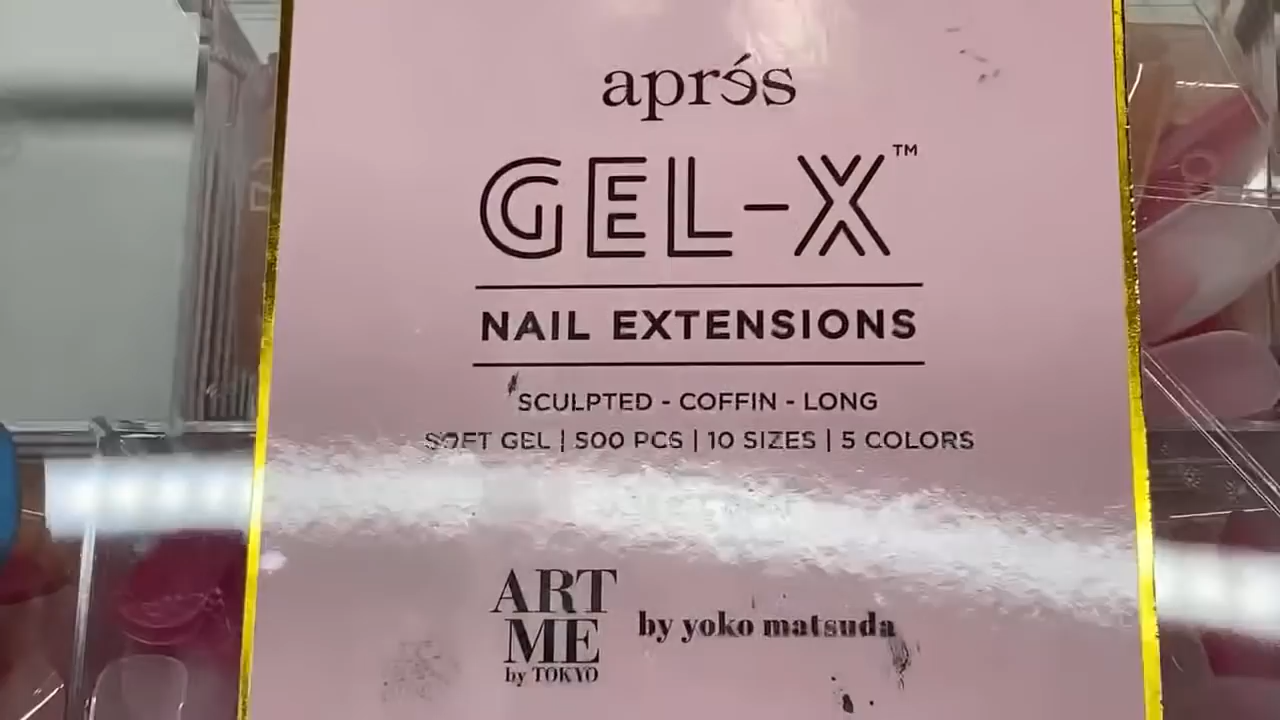 aprés
GEL-X™
NAIL EXTENSIONS
SCULPTED - COFFIN - LONG
SOFT GEL | 500 PCS | 10 SIZES | 5 COLORS
ART
ME
by TOKYO
by yoko matsuda